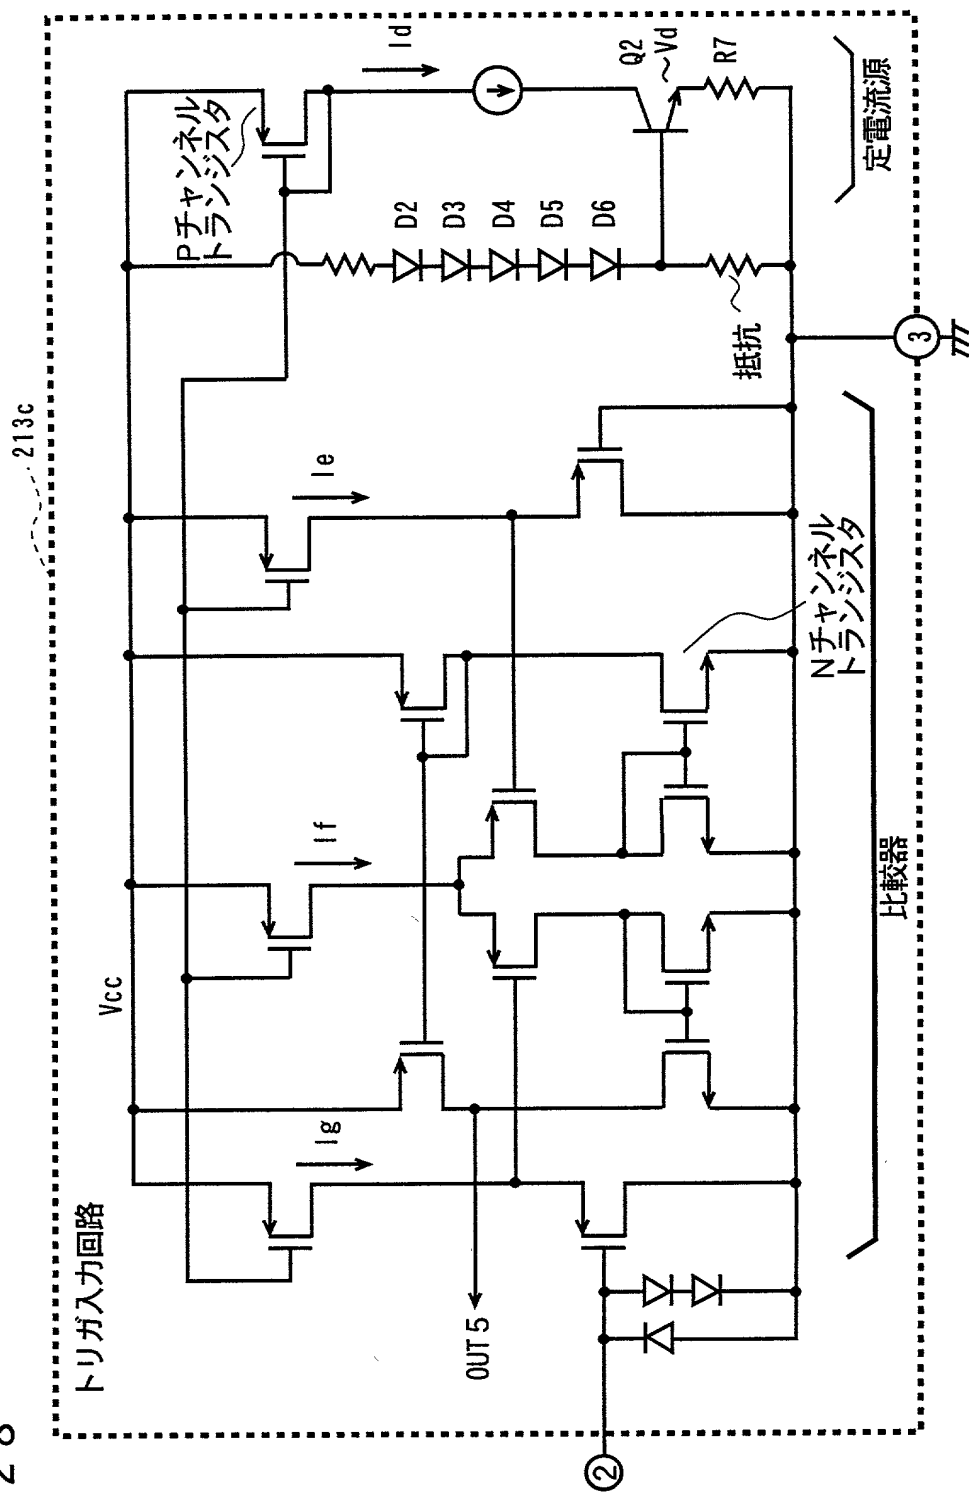 28
213c
トリガ入力回路
Vcc
Pチャンネル
トランジスタ
Ig
If
Ie
Id
D2
D3
D4
D5
D6
Q2
Vd
R7
抵抗
OUT5
Nチャンネル
トランジスタ
②
③
比較器
定電流源